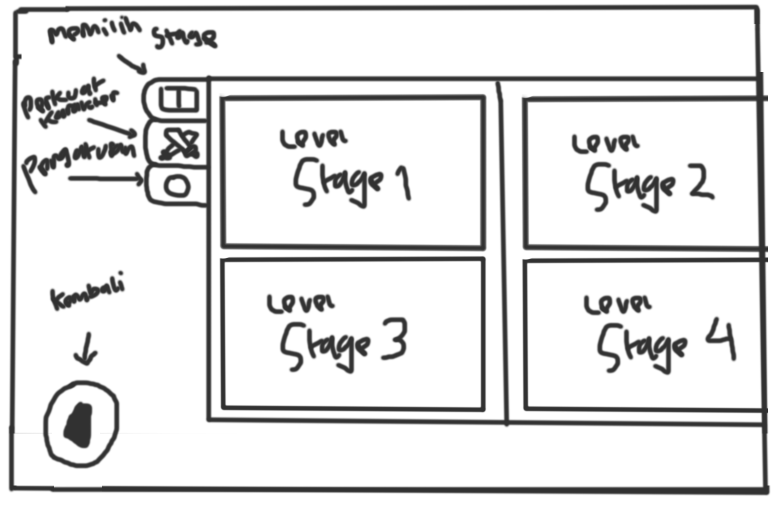 Memilih Stage
Perkuat
Karakter
Pengaturan
Kembali
Level
Stage 1
Level
Stage 2
Level
Stage 3
Level
Stage 4